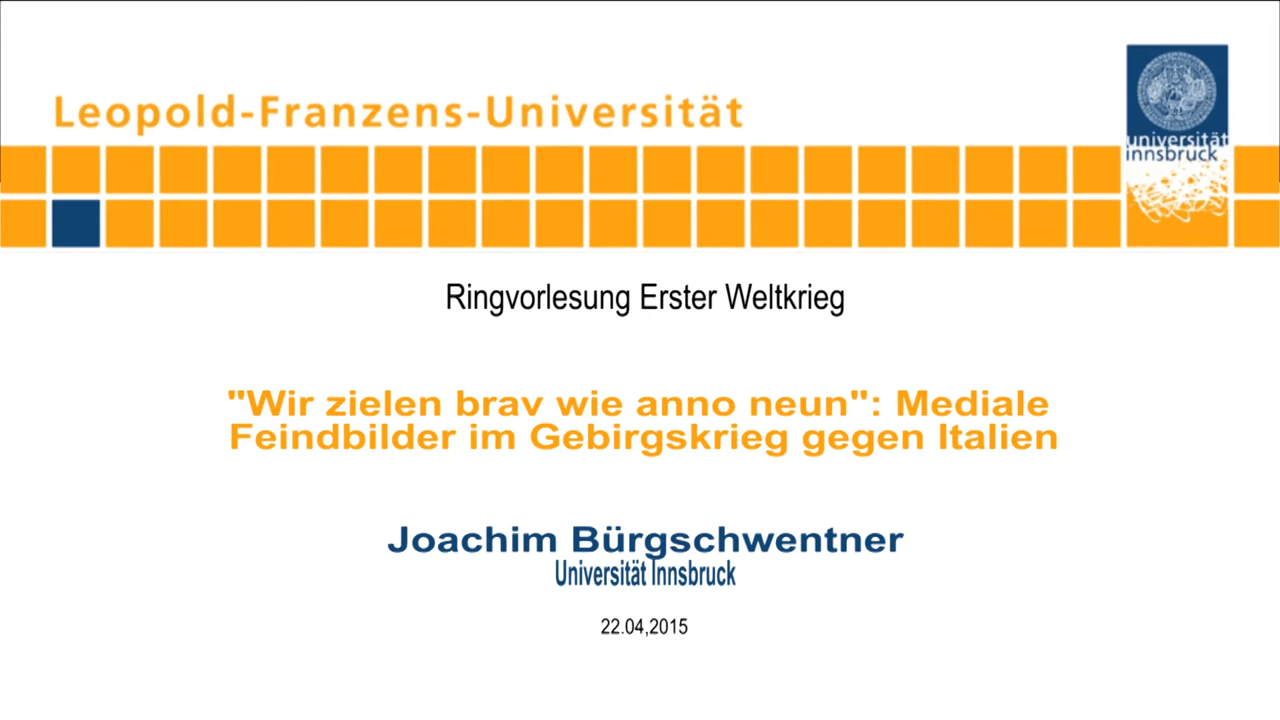 Leopold-Franzens-Universität
universität
innsbruck
Ringvorlesung Erster Weltkrieg
"Wir zielen brav wie anno neun": Mediale
Feindbilder im Gebirgskrieg gegen Italien
Joachim Bürgschwentner
Universität Innsbruck
22.04,2015